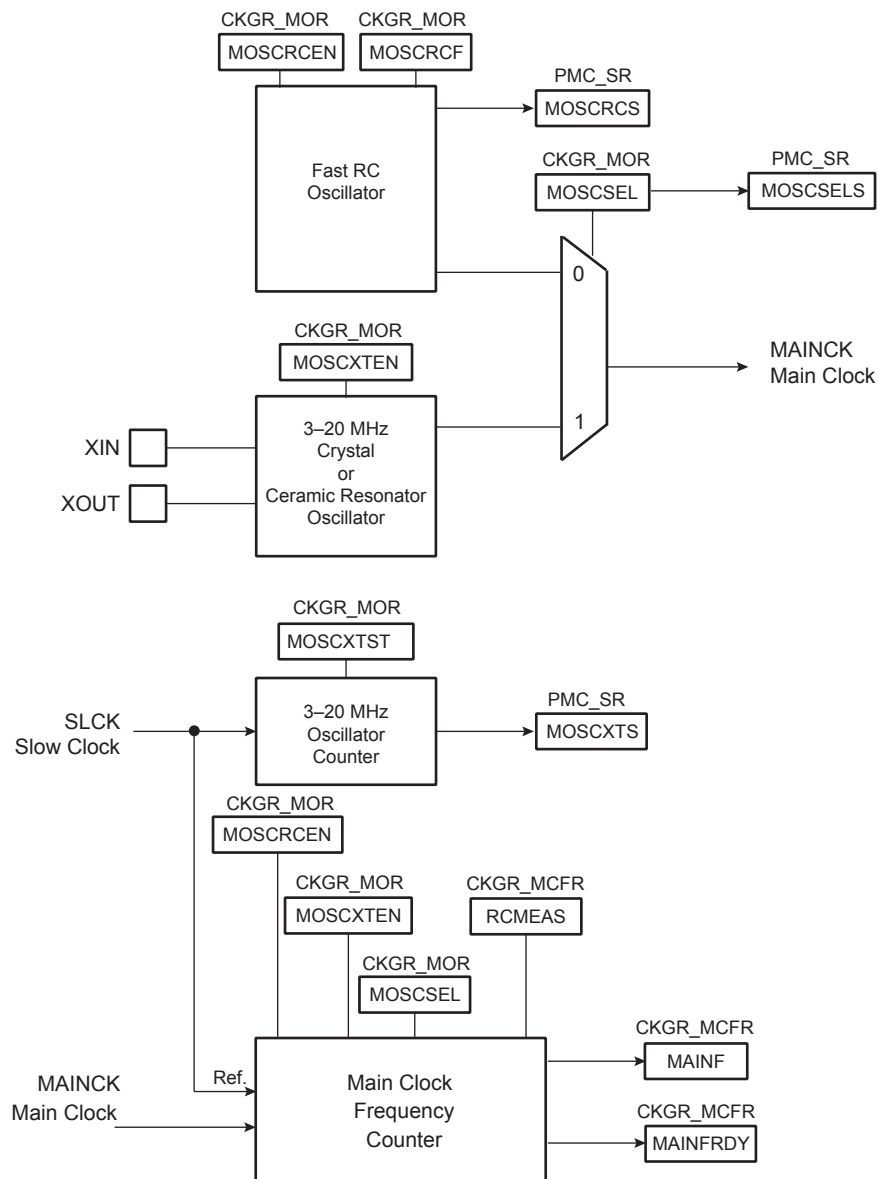 CKGR_MOR
CKGR_MOR
MOSCRCEN
MOSCRCF
PMC_SR
MOSCRCS
Fast RC
Oscillator
CKGR_MOR
PMC_SR
MOSCSEL
MOSCSELS
0
CKGR_MOR
MOSCXTEN
MAINCK
Main Clock
1
3–20 MHz
Crystal
or
Ceramic Resonator
Oscillator
XIN
XOUT
CKGR_MOR
MOSCXTST
SLCK
Slow Clock
3–20 MHz
Oscillator
Counter
PMC_SR
MOSCXTS
CKGR_MOR
MOSCRCEN
CKGR_MOR
MOSCXTEN
CKGR_MCFR
RCMEAS
CKGR_MOR
MOSCSEL
CKGR_MCFR
MAINF
Ref.
MAINCK
Main Clock
Main Clock
Frequency
Counter
CKGR_MCFR
MAINFRDY